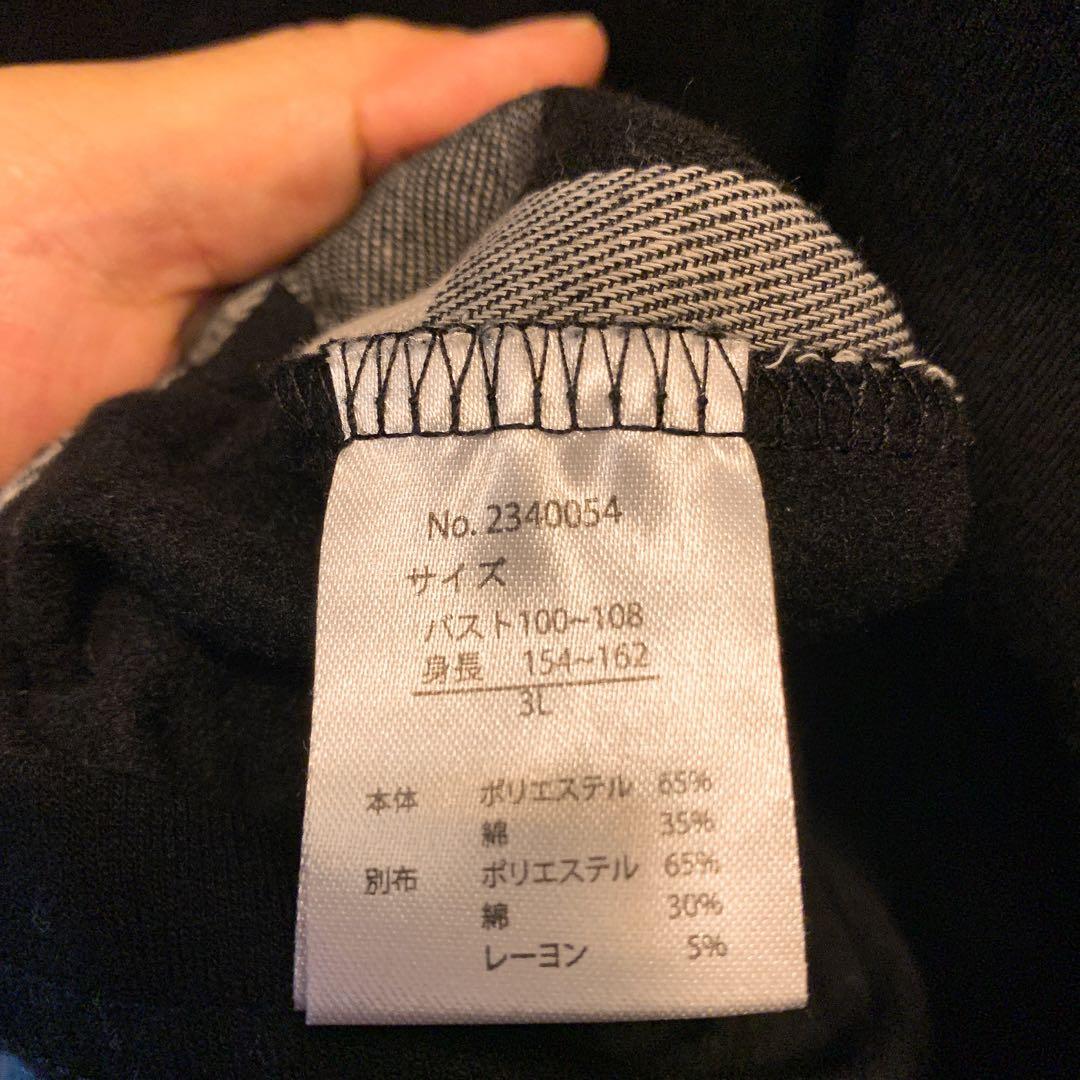 No. 2340054
サイズ
バスト100~108
身長 154~162
3L
本体 ポリエステル 65%
綿 35%
別布 ポリエステル 65%
綿 30%
レーヨン 5%